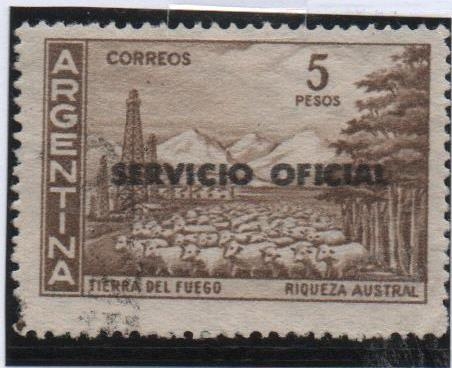 ARGENTINA
CORREOS
5
PESOS
SERVICIO OFICIAL
TIERRA DEL FUEGO
RIQUEZA AUSTRAL